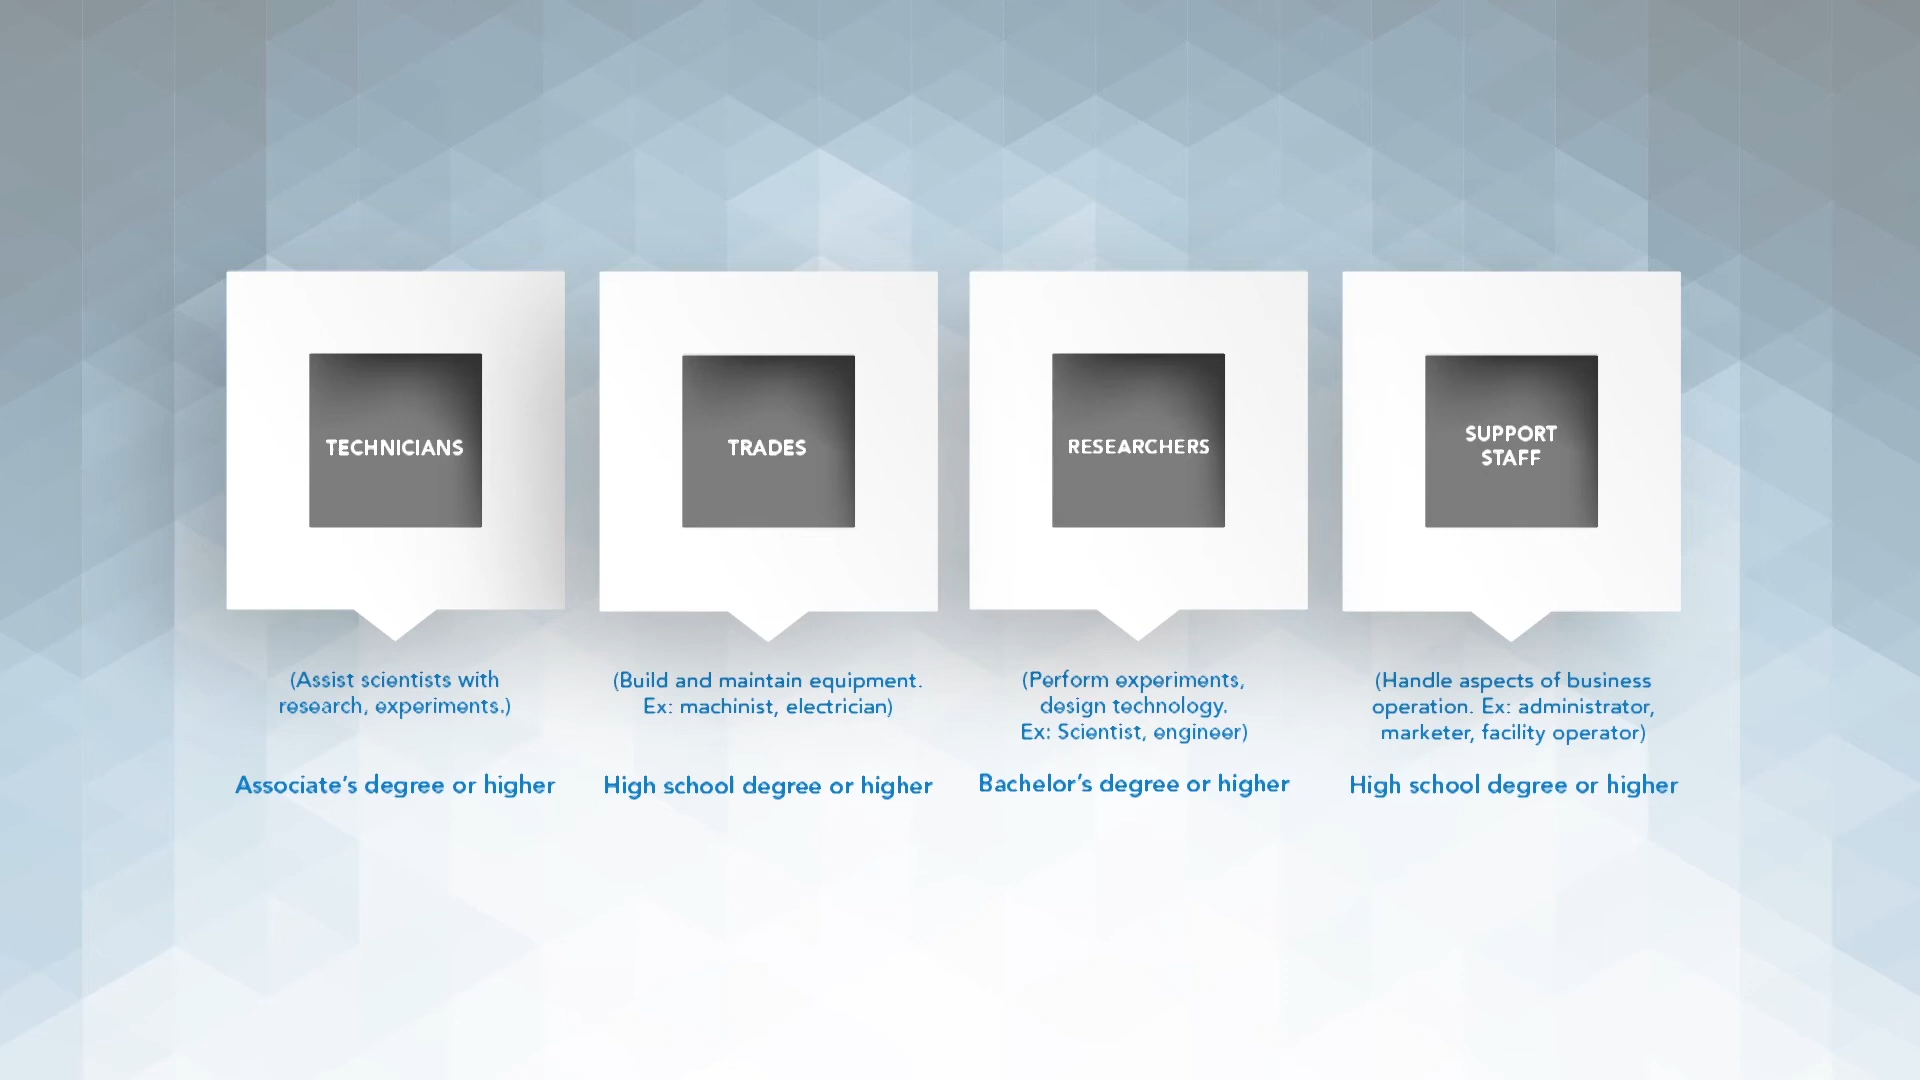 TECHNICIANS
(Assist scientists with
research, experiments.)
Associate's degree or higher
TRADES
(Build and maintain equipment.
Ex: machinist, electrician)
High school degree or higher
RESEARCHERS
(Perform experiments,
design technology.
Ex: Scientist, engineer)
Bachelor's degree or higher
SUPPORT
STAFF
(Handle aspects of business
operation. Ex: administrator,
marketer, facility operator)
High school degree or higher